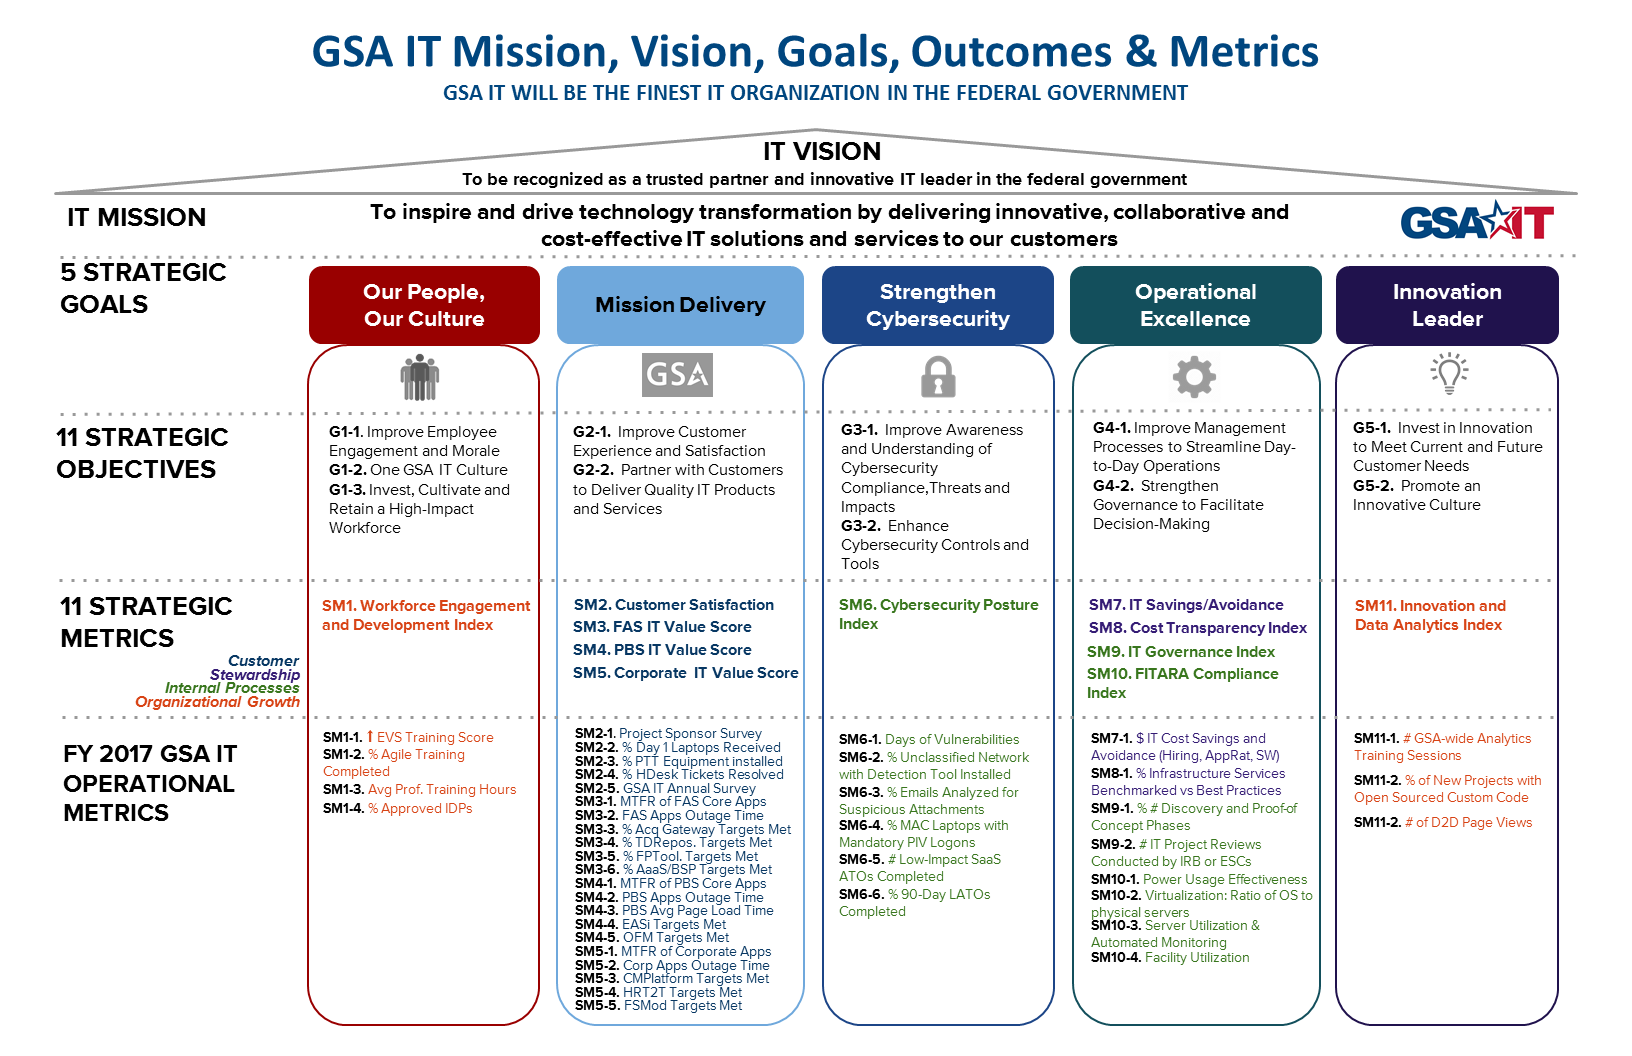 GSA IT Mission, Vision, Goals, Outcomes & Metrics
GSA IT WILL BE THE FINEST IT ORGANIZATION IN THE FEDERAL GOVERNMENT
IT VISION
To be recognized as a trusted partner and innovative IT leader in the federal government
IT MISSION
To inspire and drive technology transformation by delivering innovative, collaborative and
cost-effective IT solutions and services to our customers
GSA IT
5 STRATEGIC
GOALS
Our People,
Our Culture
Mission Delivery
Strengthen
Cybersecurity
Operational
Excellence
Innovation
Leader
GSA
11 STRATEGIC
OBJECTIVES
G1-1. Improve Employee
Engagement and Morale
G1-2. One GSA IT Culture
G1-3. Invest, Cultivate and
Retain a High-Impact
Workforce
G2-1. Improve Customer
Experience and Satisfaction
G2-2. Partner with Customers
to Deliver Quality IT Products
and Services
G3-1. Improve Awareness
and Understanding of
Cybersecurity
Compliance,Threats and
Impacts
G3-2. Enhance
Cybersecurity Controls and
Tools
G4-1. Improve Management
Processes to Streamline Day-
to-Day Operations
G4-2. Strengthen
Governance to Facilitate
Decision-Making
G5-1. Invest in Innovation
to Meet Current and Future
Customer Needs
G5-2. Promote an
Innovative Culture
11 STRATEGIC
METRICS
Customer
Stewardship
Internal Processes
Organizational Growth
SM1. Workforce Engagement
and Development Index
SM2. Customer Satisfaction
SM3. FAS IT Value Score
SM4. PBS IT Value Score
SM5. Corporate IT Value Score
SM6. Cybersecurity Posture
Index
SM7. IT Savings/Avoidance
SM8. Cost Transparency Index
SM9. IT Governance Index
SM10. FITARA Compliance
Index
SM11. Innovation and
Data Analytics Index
FY 2017 GSA IT
OPERATIONAL
METRICS
SM1-1. ↑ EVS Training Score
SM1-2. % Agile Training
Completed
SM1-3. Avg Prof. Training Hours
SM1-4. % Approved IDPs
SM2-1. Project Sponsor Survey
SM2-2. % Day 1 Laptops Received
SM2-3. % PTT Equipment installed
SM2-4. % HDesk Tickets Resolved
SM2-5. GSA IT Annual Survey
SM3-1. MTFR of FAS Core Apps
SM3-2. FAS Apps Outage Time
SM3-3. % Acq Gateway Targets Met
SM3-4. % TDRepos. Targets Met
SM3-5. % FPTool. Targets Met
SM3-6. % AaaS/BSP Targets Met
SM4-1. MTFR of PBS Core Apps
SM4-2. PBS Apps Outage Time
SM4-3. PBS Avg Page Load Time
SM4-4. EASi Targets Met
SM4-5. OFM Targets Met
SM5-1. MTFR of Corporate Apps
SM5-2. Corp Apps Outage Time
SM5-3. CMPlatform Targets Met
SM5-4. HRT2T Targets Met
SM5-5. FSMod Targets Met
SM6-1. Days of Vulnerabilities
SM6-2. % Unclassified Network
with Detection Tool Installed
SM6-3. % Emails Analyzed for
Suspicious Attachments
SM6-4. % MAC Laptops with
Mandatory PIV Logons
SM6-5. # Low-Impact SaaS
ATOs Completed
SM6-6. % 90-Day LATOs
Completed
SM7-1. $ IT Cost Savings and
Avoidance (Hiring, AppRat, SW)
SM8-1. % Infrastructure Services
Benchmarked vs Best Practices
SM9-1. % # Discovery and Proof-of
Concept Phases
SM9-2. # IT Project Reviews
Conducted by IRB or ESCs
SM10-1. Power Usage Effectiveness
SM10-2. Virtualization: Ratio of OS to
physical servers
SM10-3. Server Utilization &
Automated Monitoring
SM10-4. Facility Utilization
SM11-1. # GSA-wide Analytics
Training Sessions
SM11-2. % of New Projects with
Open Sourced Custom Code
SM11-2. # of D2D Page Views